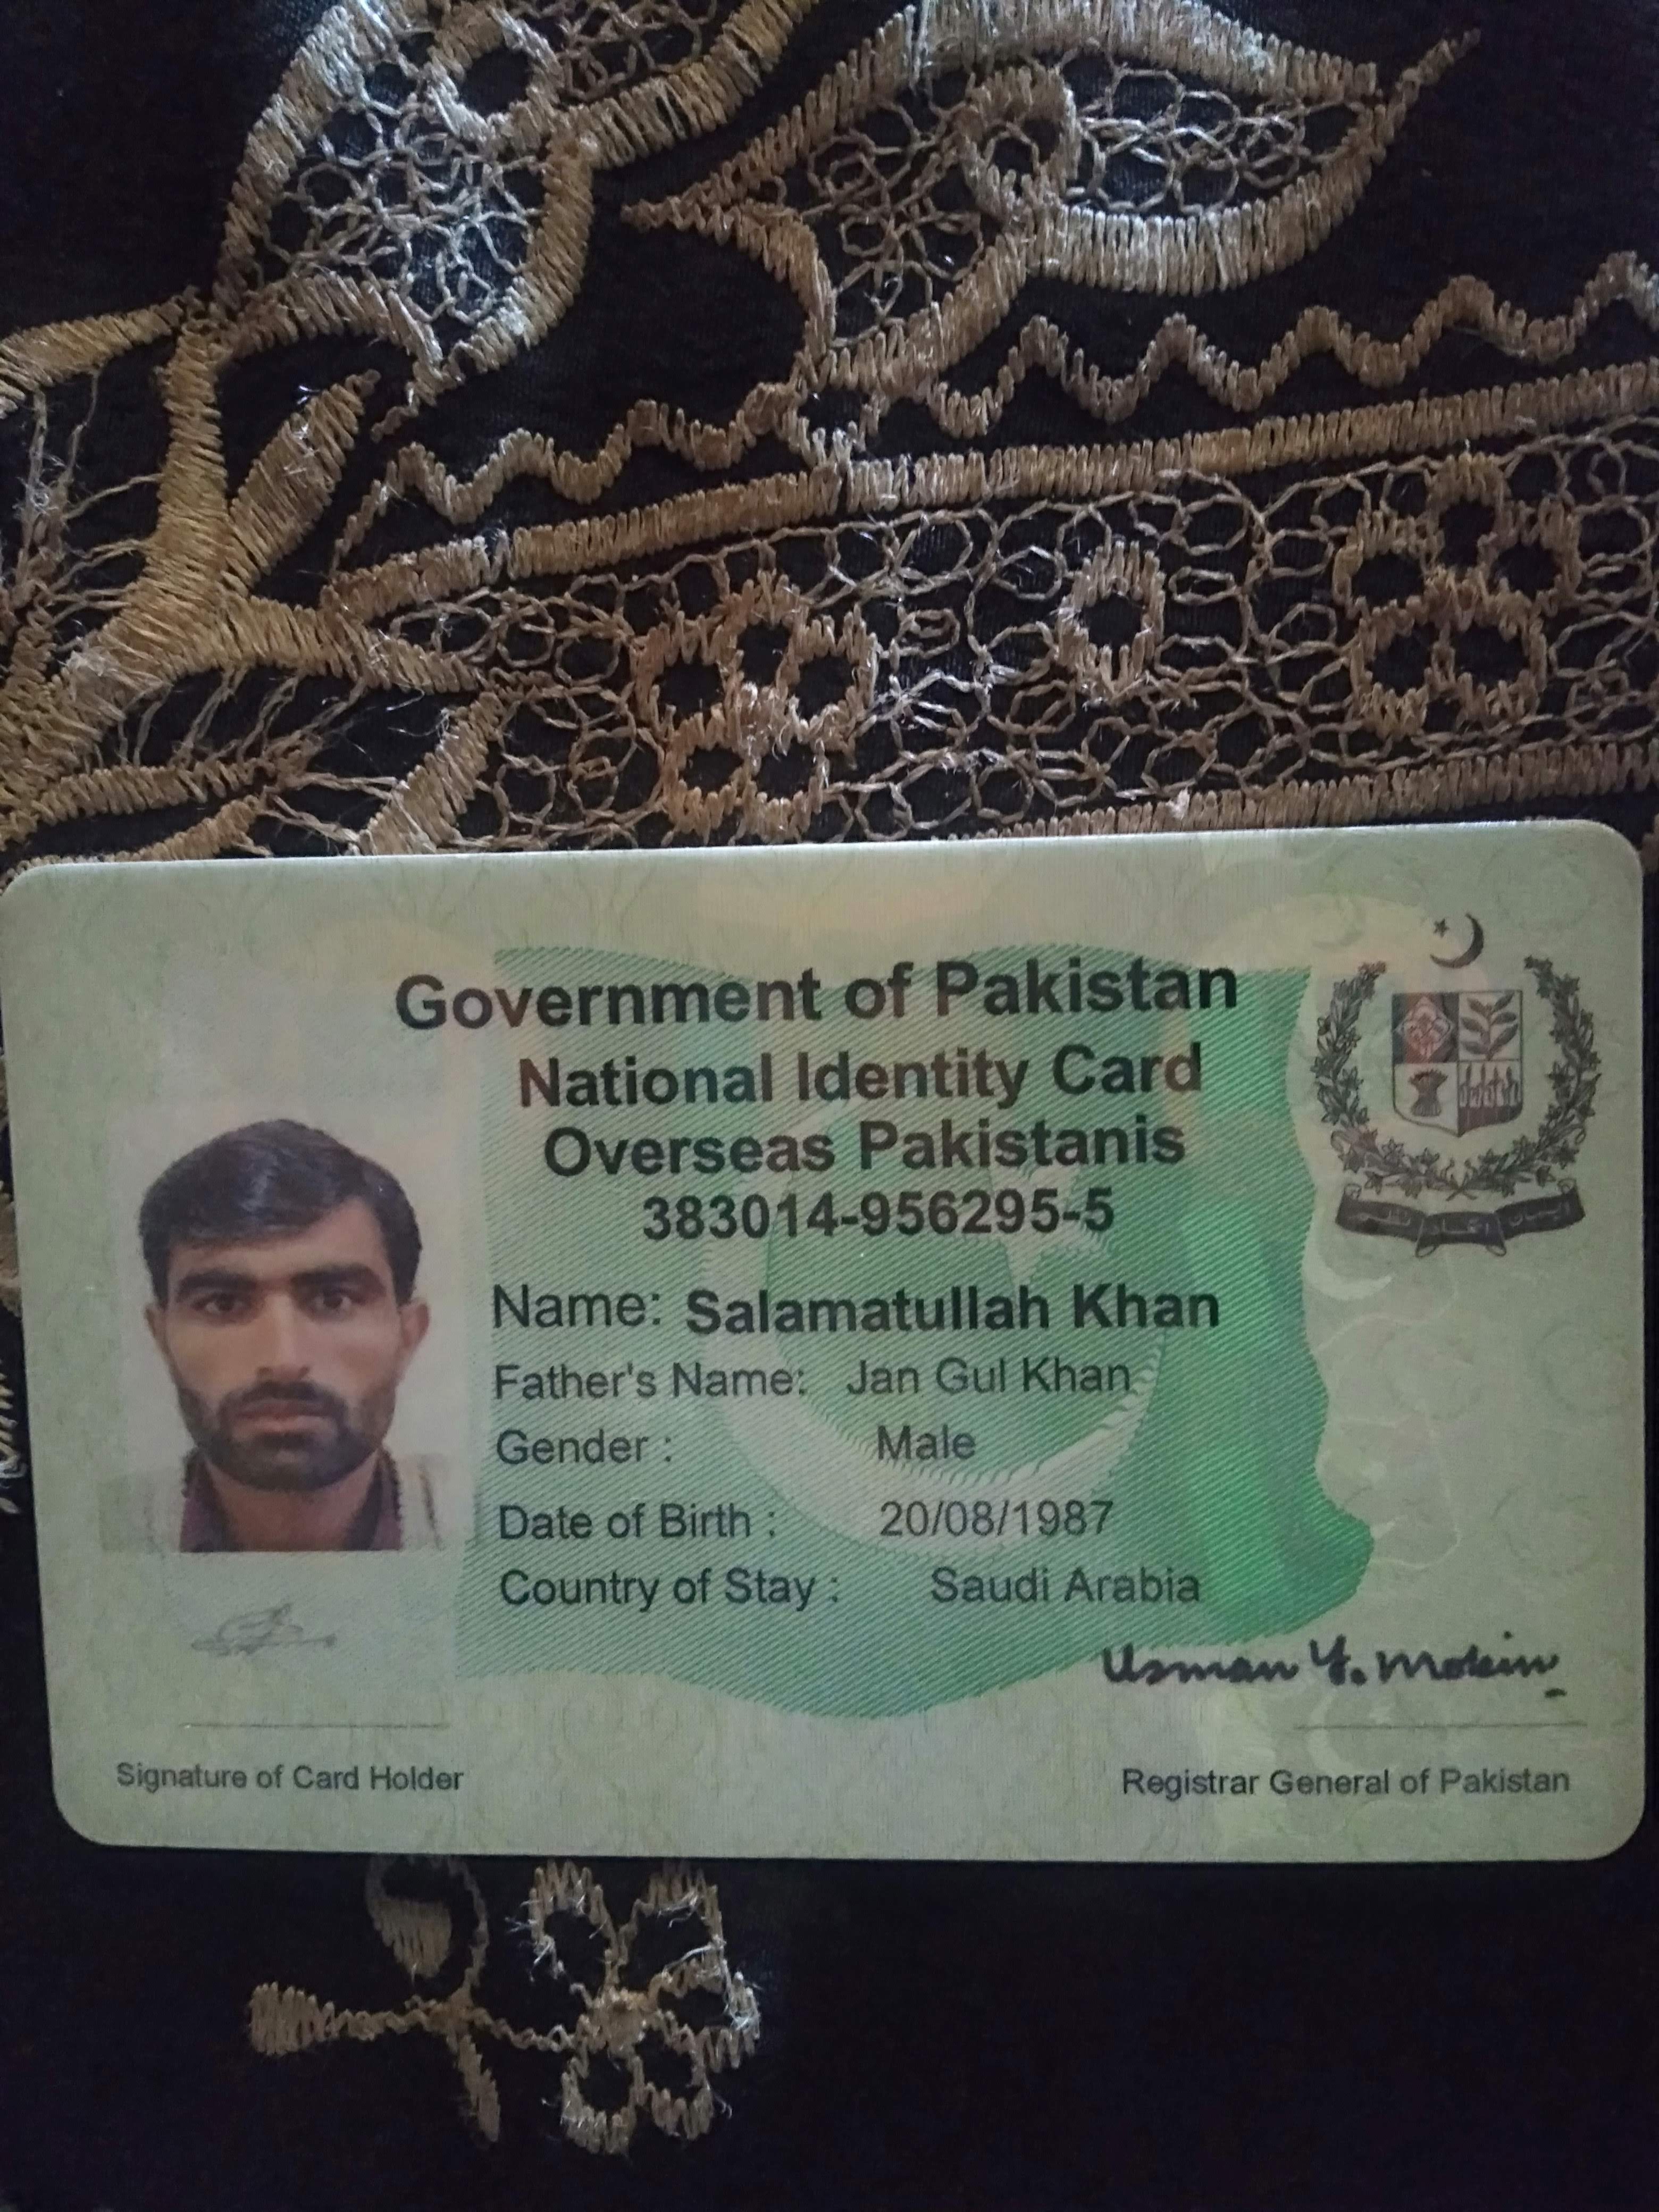 Government of Pakistan
National Identity Card
Overseas Pakistanis
383014-956295-5
Name: Salamatullah Khan
Father's Name: Jan Gul Khan
Gender : Male
Date of Birth : 20/08/1987
Country of Stay : Saudi Arabia
Usman Y. Mobin
Signature of Card Holder
Registrar General of Pakistan